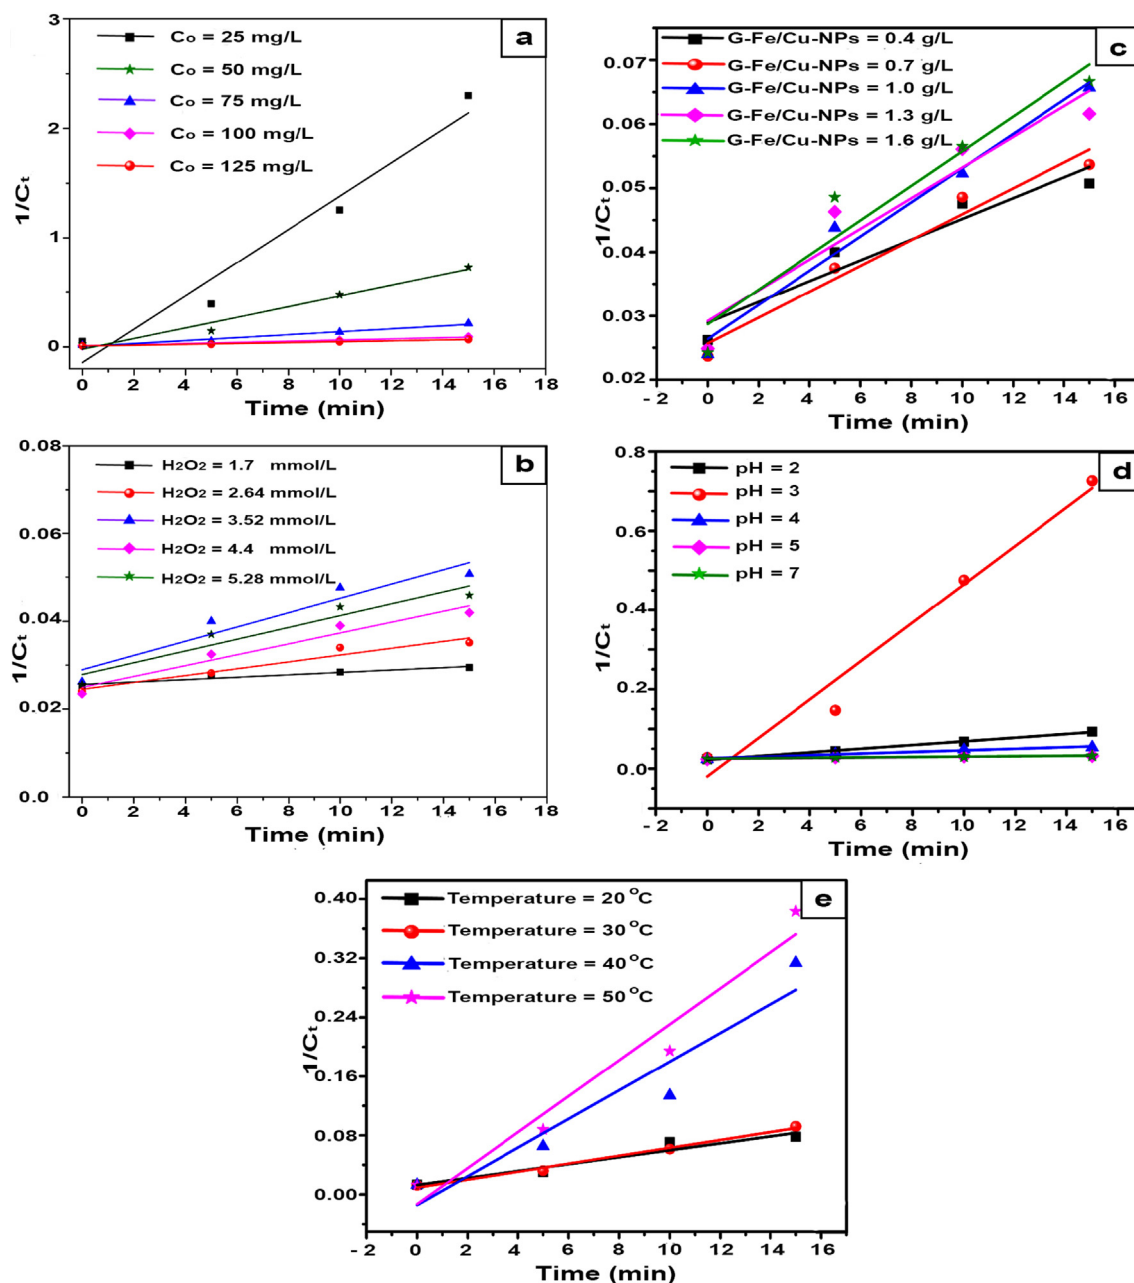 a
3
2
1
0
1/Ct
Co = 25 mg/L
Co = 50 mg/L
Co = 75 mg/L
Co = 100 mg/L
Co = 125 mg/L
0 2 4 6 8 10 12 14 16 18
Time (min)
c
0.07
0.06
0.05
0.04
0.03
0.02
1/Ct
G-Fe/Cu-NPs = 0.4 g/L
G-Fe/Cu-NPs = 0.7 g/L
G-Fe/Cu-NPs = 1.0 g/L
G-Fe/Cu-NPs = 1.3 g/L
G-Fe/Cu-NPs = 1.6 g/L
- 2 0 2 4 6 8 10 12 14 16
Time (min)
b
0.08
0.06
0.04
0.02
0.0
1/Ct
H2O2 = 1.7 mmol/L
H2O2 = 2.64 mmol/L
H2O2 = 3.52 mmol/L
H2O2 = 4.4 mmol/L
H2O2 = 5.28 mmol/L
0 2 4 6 8 10 12 14 16 18
Time (min)
d
0.8
0.6
0.4
0.2
0.0
1/Ct
pH = 2
pH = 3
pH = 4
pH = 5
pH = 7
- 2 0 2 4 6 8 10 12 14 16
Time (min)
e
0.40
0.32
0.24
0.16
0.08
0.00
1/Ct
Temperature = 20 °C
Temperature = 30 °C
Temperature = 40 °C
Temperature = 50 °C
- 2 0 2 4 6 8 10 12 14 16
Time (min)